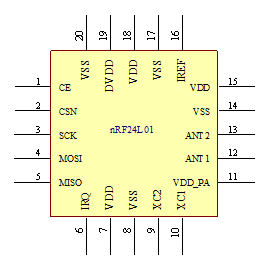 20 19 18 17 16
VSS DVDD VDD VSS IREF
1 CE VDD 15
2 CSN VSS 14
3 SCK nRF24L01 ANT2 13
4 MOSI ANT1 12
5 MISO VDD_PA 11
IRQ VDD VSS XC2 XC1
6 7 8 9 10